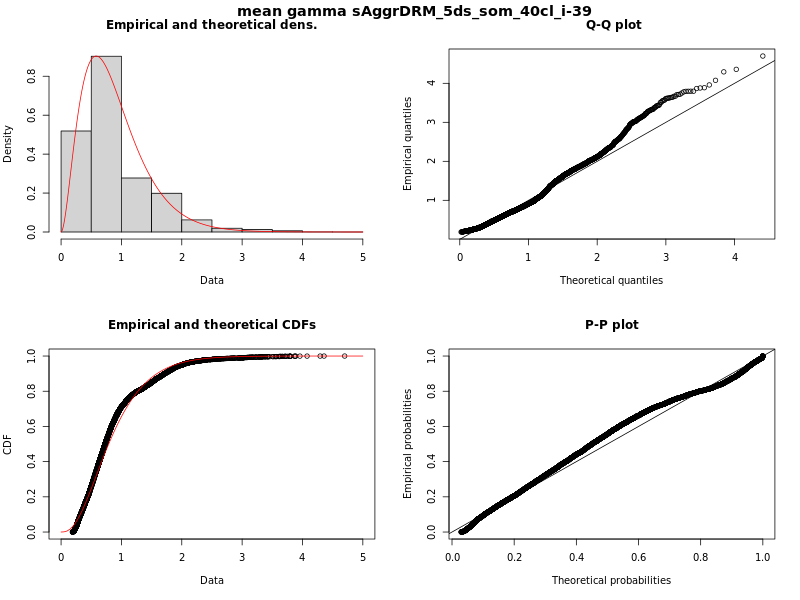 mean gamma sAggrDRM_5ds_som_40cl_i-39
Empirical and theoretical dens.
Density
0.0 0.2 0.4 0.6 0.8
0 1 2 3 4 5
Data
Q-Q plot
Empirical quantiles
1 2 3 4
0 1 2 3 4
Theoretical quantiles
Empirical and theoretical CDFs
CDF
0.0 0.2 0.4 0.6 0.8 1.0
0 1 2 3 4 5
Data
P-P plot
Empirical probabilities
0.0 0.2 0.4 0.6 0.8 1.0
0.0 0.2 0.4 0.6 0.8 1.0
Theoretical probabilities